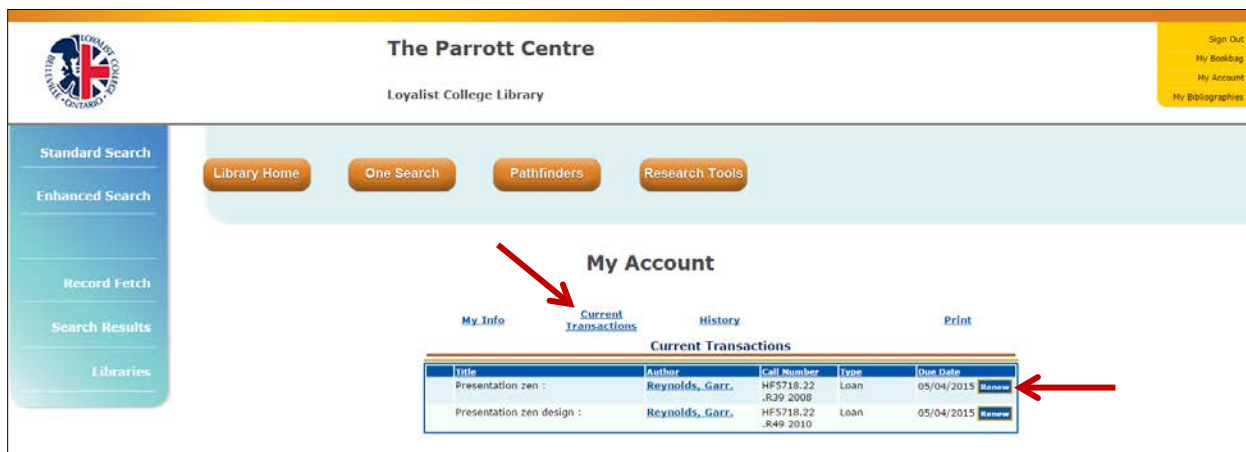 LOYALIST COLLEGE
BELLEVILLE • ONTARIO
The Parrott Centre
Loyalist College Library
Sign Out
My Bookbag
My Account
My Bibliographies
Standard Search
Enhanced Search
Record Fetch
Search Results
Libraries
Library Home One Search Pathfinders Research Tools
My Account
My Info Current Transactions History Print
Current Transactions
Title Author Call Number Type Due Date
Presentation zen : Reynolds, Garr. HF5718.22 Loan 05/04/2015 Renew
.R39 2008
Presentation zen design : Reynolds, Garr. HF5718.22 Loan 05/04/2015 Renew
.R49 2010